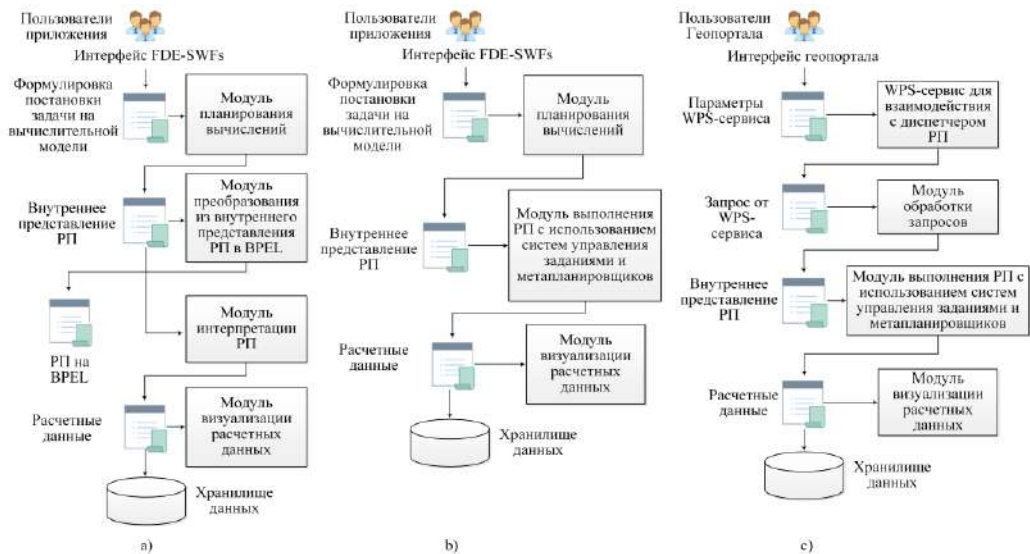 Пользователи
приложения
Интерфейс FDE-SWFs
Формулировка
постановки
задачи на
вычислительной
модели
Модуль
планирования
вычислений
Внутреннее
представление
РП
Модуль
преобразования
из внутреннего
представления
РП в BPEL
РП на
BPEL
Модуль
интерпретации
РП
Расчетные
данные
Модуль
визуализации
расчетных
данных
Хранилище
данных
a)
Пользователи
приложения
Интерфейс FDE-SWFs
Формулировка
постановки
задачи на
вычислительной
модели
Модуль
планирования
вычислений
Внутреннее
представление
РП
Модуль выполнения
РП с использованием
систем управления
заданиями и
метапланировщиков
Расчетные
данные
Модуль
визуализации
расчетных
данных
Хранилище
данных
b)
Пользователи
Геопортала
Интерфейс геопортала
Параметры
WPS-сервиса
WPS-сервис для
взаимодействия
с диспетчером
РП
Запрос от
WPS-
сервиса
Модуль
обработки
запросов
Внутреннее
представление
РП
Модуль выполнения РП с
использованием систем
управления заданиями и
метапланировщиков
Расчетные
данные
Модуль
визуализации
расчетных
данных
Хранилище
данных
c)